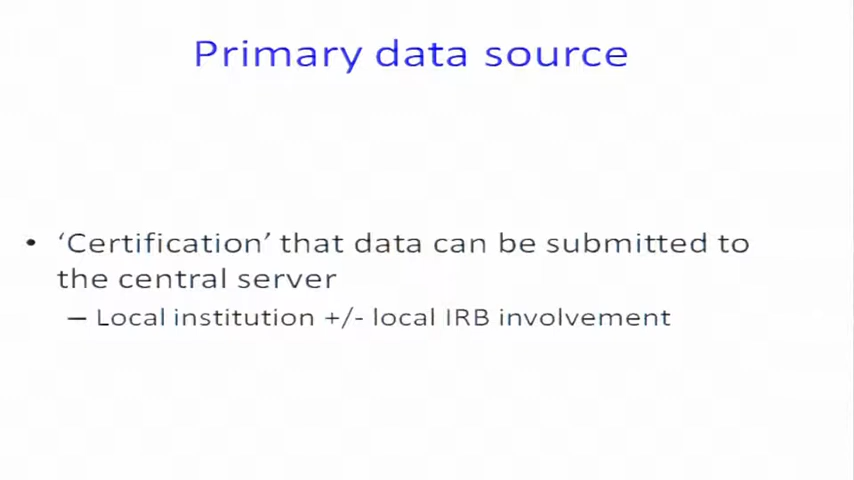 Primary data source
• ‘Certification’ that data can be submitted to
the central server
– Local institution +/- local IRB involvement